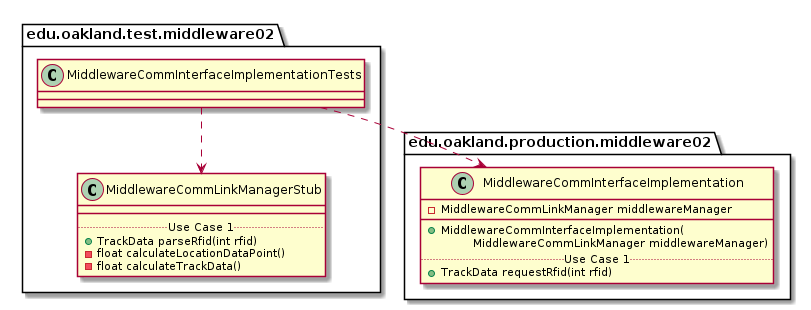 edu.oakland.test.middleware02
C MiddlewareCommInterfaceImplementationTests
C MiddlewareCommLinkManagerStub
Use Case 1
TrackData parseRfid(int rfid)
float calculateLocationDataPoint()
float calculateTrackData()
edu.oakland.production.middleware02
C MiddlewareCommInterfaceImplementation
MiddlewareCommLinkManager middlewareManager
MiddlewareCommInterfaceImplementation(
MiddlewareCommLinkManager middlewareManager)
Use Case 1
TrackData requestRfid(int rfid)